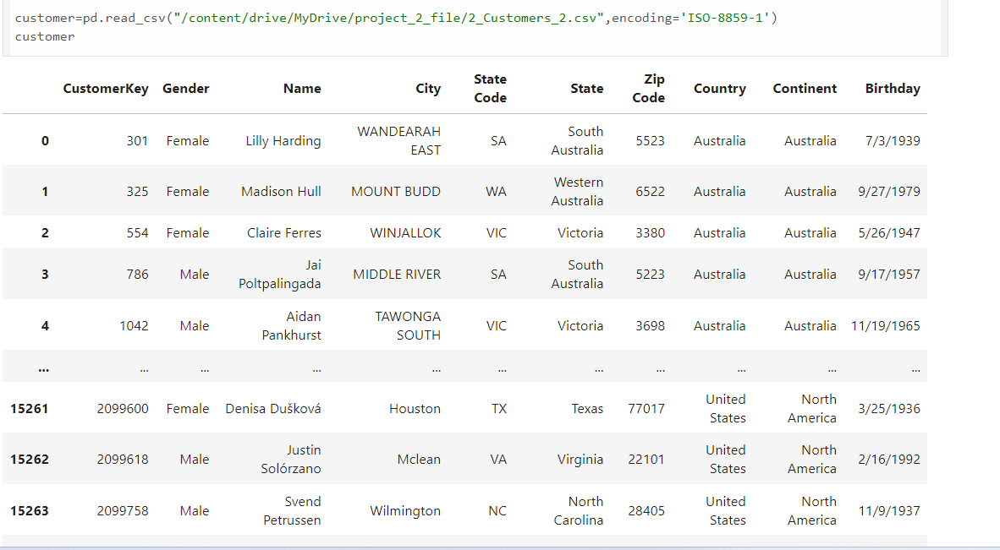 customer=pd.read_csv("/content/drive/MyDrive/project_2_file/2_Customers_2.csv",encoding='ISO-8859-1')
customer
CustomerKey Gender Name City State Code State Zip Code Country Continent Birthday
0 301 Female Lilly Harding WANDEARAH EAST SA South Australia 5523 Australia Australia 7/3/1939
1 325 Female Madison Hull MOUNT BUDD WA Western Australia 6522 Australia Australia 9/27/1979
2 554 Female Claire Ferres WINJALLOK VIC Victoria 3380 Australia Australia 5/26/1947
3 786 Male Jai Poltpalingada MIDDLE RIVER SA South Australia 5223 Australia Australia 9/17/1957
4 1042 Male Aidan Pankhurst TAWONGA SOUTH VIC Victoria 3698 Australia Australia 11/19/1965
... ... ... ... ... ... ... ... ... ... ...
15261 2099600 Female Denisa Dušková Houston TX Texas 77017 United States North America 3/25/1936
15262 2099618 Male Justin Solórzano Mclean VA Virginia 22101 United States North America 2/16/1992
15263 2099758 Male Svend Petrussen Wilmington NC North Carolina 28405 United States North America 11/9/1937